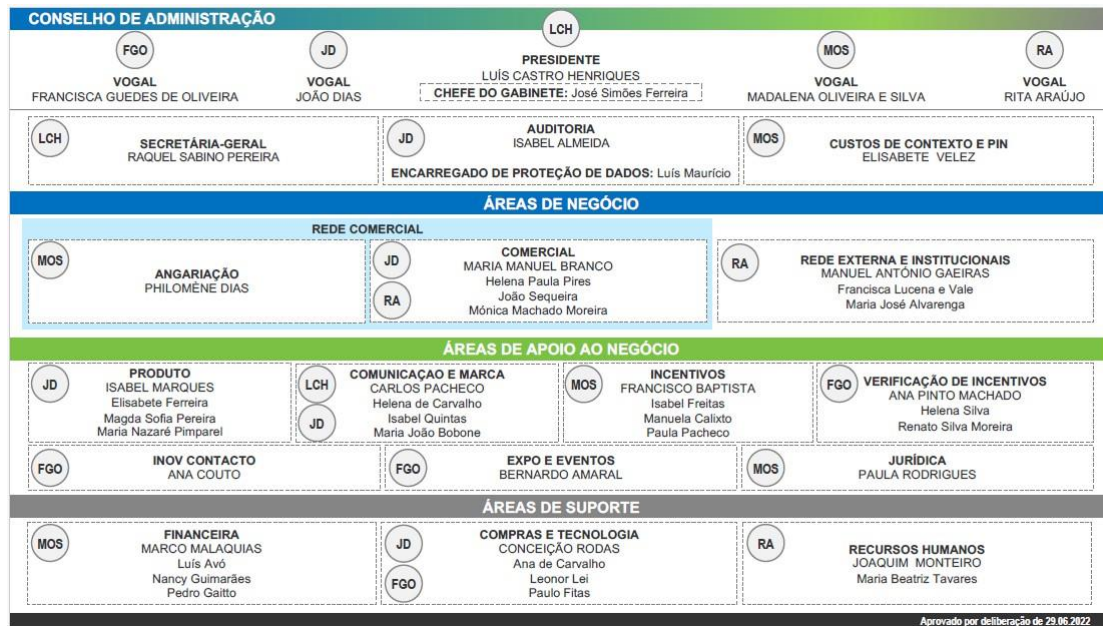 CONSELHO DE ADMINISTRAÇÃO
LCH
PRESIDENTE
LUÍS CASTRO HENRIQUES
CHEFE DO GABINETE: José Simões Ferreira
FGO
VOGAL
FRANCISCA GUEDES DE OLIVEIRA
JD
VOGAL
JOÃO DIAS
MOS
VOGAL
MADALENA OLIVEIRA E SILVA
RA
VOGAL
RITA ARAÚJO
LCH
SECRETÁRIA-GERAL
RAQUEL SABINO PEREIRA
JD
AUDITORIA
ISABEL ALMEIDA
ENCARREGADO DE PROTEÇÃO DE DADOS: Luís Maurício
MOS
CUSTOS DE CONTEXTO E PIN
ELISABETE VELEZ
ÁREAS DE NEGÓCIO
REDE COMERCIAL
MOS
ANGARIAÇÃO
PHILOMÈNE DIAS
JD
RA
COMERCIAL
MARIA MANUEL BRANCO
Helena Paula Pires
João Sequeira
Mónica Machado Moreira
RA
REDE EXTERNA E INSTITUCIONAIS
MANUEL ANTÓNIO GAEIRAS
Francisca Lucena e Vale
Maria José Alvarenga
ÁREAS DE APOIO AO NEGÓCIO
JD
PRODUTO
ISABEL MARQUES
Elisabete Ferreira
Magda Sofia Pereira
Maria Nazaré Pimparel
LCH
JD
COMUNICAÇAO E MARCA
CARLOS PACHECO
Helena de Carvalho
Isabel Quintas
Maria João Bobone
MOS
INCENTIVOS
FRANCISCO BAPTISTA
Isabel Freitas
Manuela Calixto
Paula Pacheco
FGO
VERIFICAÇÃO DE INCENTIVOS
ANA PINTO MACHADO
Helena Silva
Renato Silva Moreira
FGO
INOV CONTACTO
ANA COUTO
FGO
EXPO E EVENTOS
BERNARDO AMARAL
MOS
JURÍDICA
PAULA RODRIGUES
ÁREAS DE SUPORTE
MOS
FINANCEIRA
MARCO MALAQUIAS
Luís Avó
Nancy Guimarães
Pedro Gaitto
JD
FGO
COMPRAS E TECNOLOGIA
CONCEIÇÃO RODAS
Ana de Carvalho
Leonor Lei
Paulo Fitas
RA
RECURSOS HUMANOS
JOAQUIM MONTEIRO
Maria Beatriz Tavares
Aprovado por deliberação de 29.06.2022